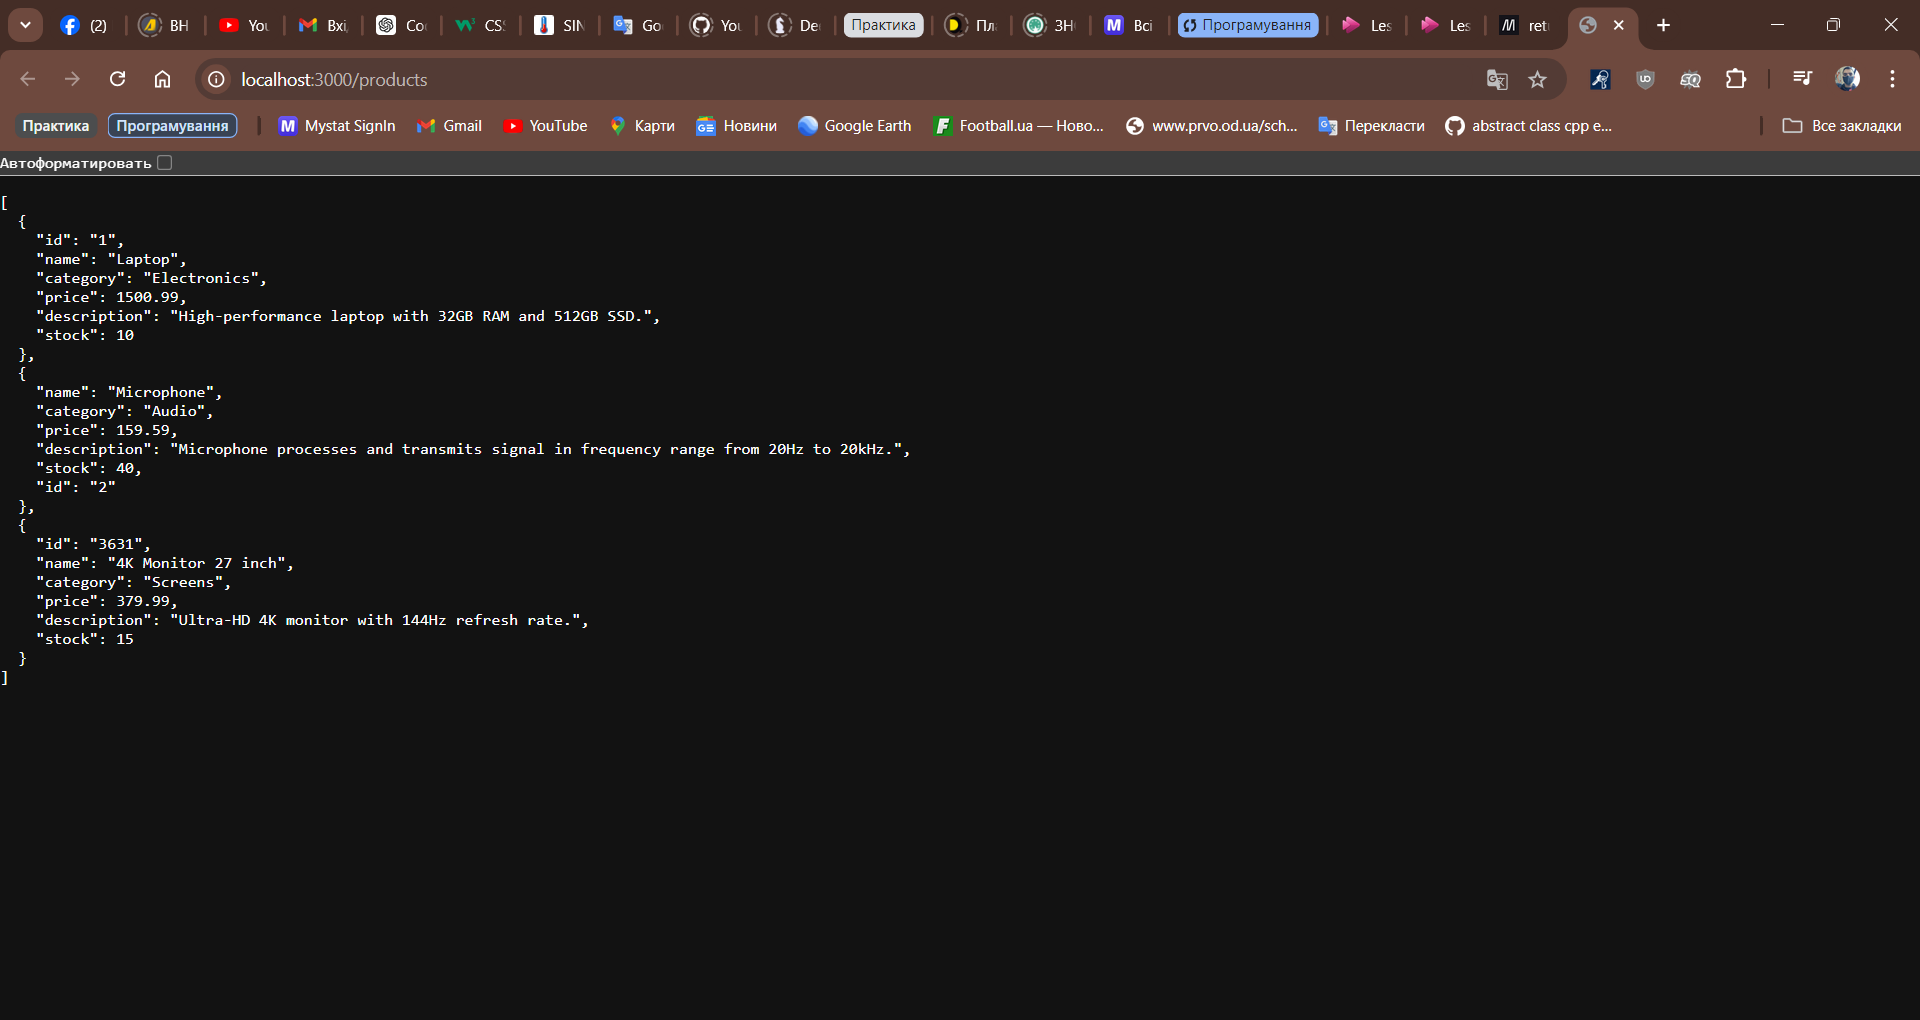 (2) BH You Вхі Со CSS SIN Go You De Практика Пла ЗН Всі Програмування Les Les ret
localhost:3000/products
Практика Програмування Mystat SignIn Gmail YouTube Карти Новини Google Earth Football.ua — Ново... www.prvo.od.ua/sch... Перекласти abstract class cpp e... Все закладки
Автоформатировать
[
{
"id": "1",
"name": "Laptop",
"category": "Electronics",
"price": 1500.99,
"description": "High-performance laptop with 32GB RAM and 512GB SSD.",
"stock": 10
},
{
"name": "Microphone",
"category": "Audio",
"price": 159.59,
"description": "Microphone processes and transmits signal in frequency range from 20Hz to 20kHz.",
"stock": 40,
"id": "2"
},
{
"id": "3631",
"name": "4K Monitor 27 inch",
"category": "Screens",
"price": 379.99,
"description": "Ultra-HD 4K monitor with 144Hz refresh rate.",
"stock": 15
}
]